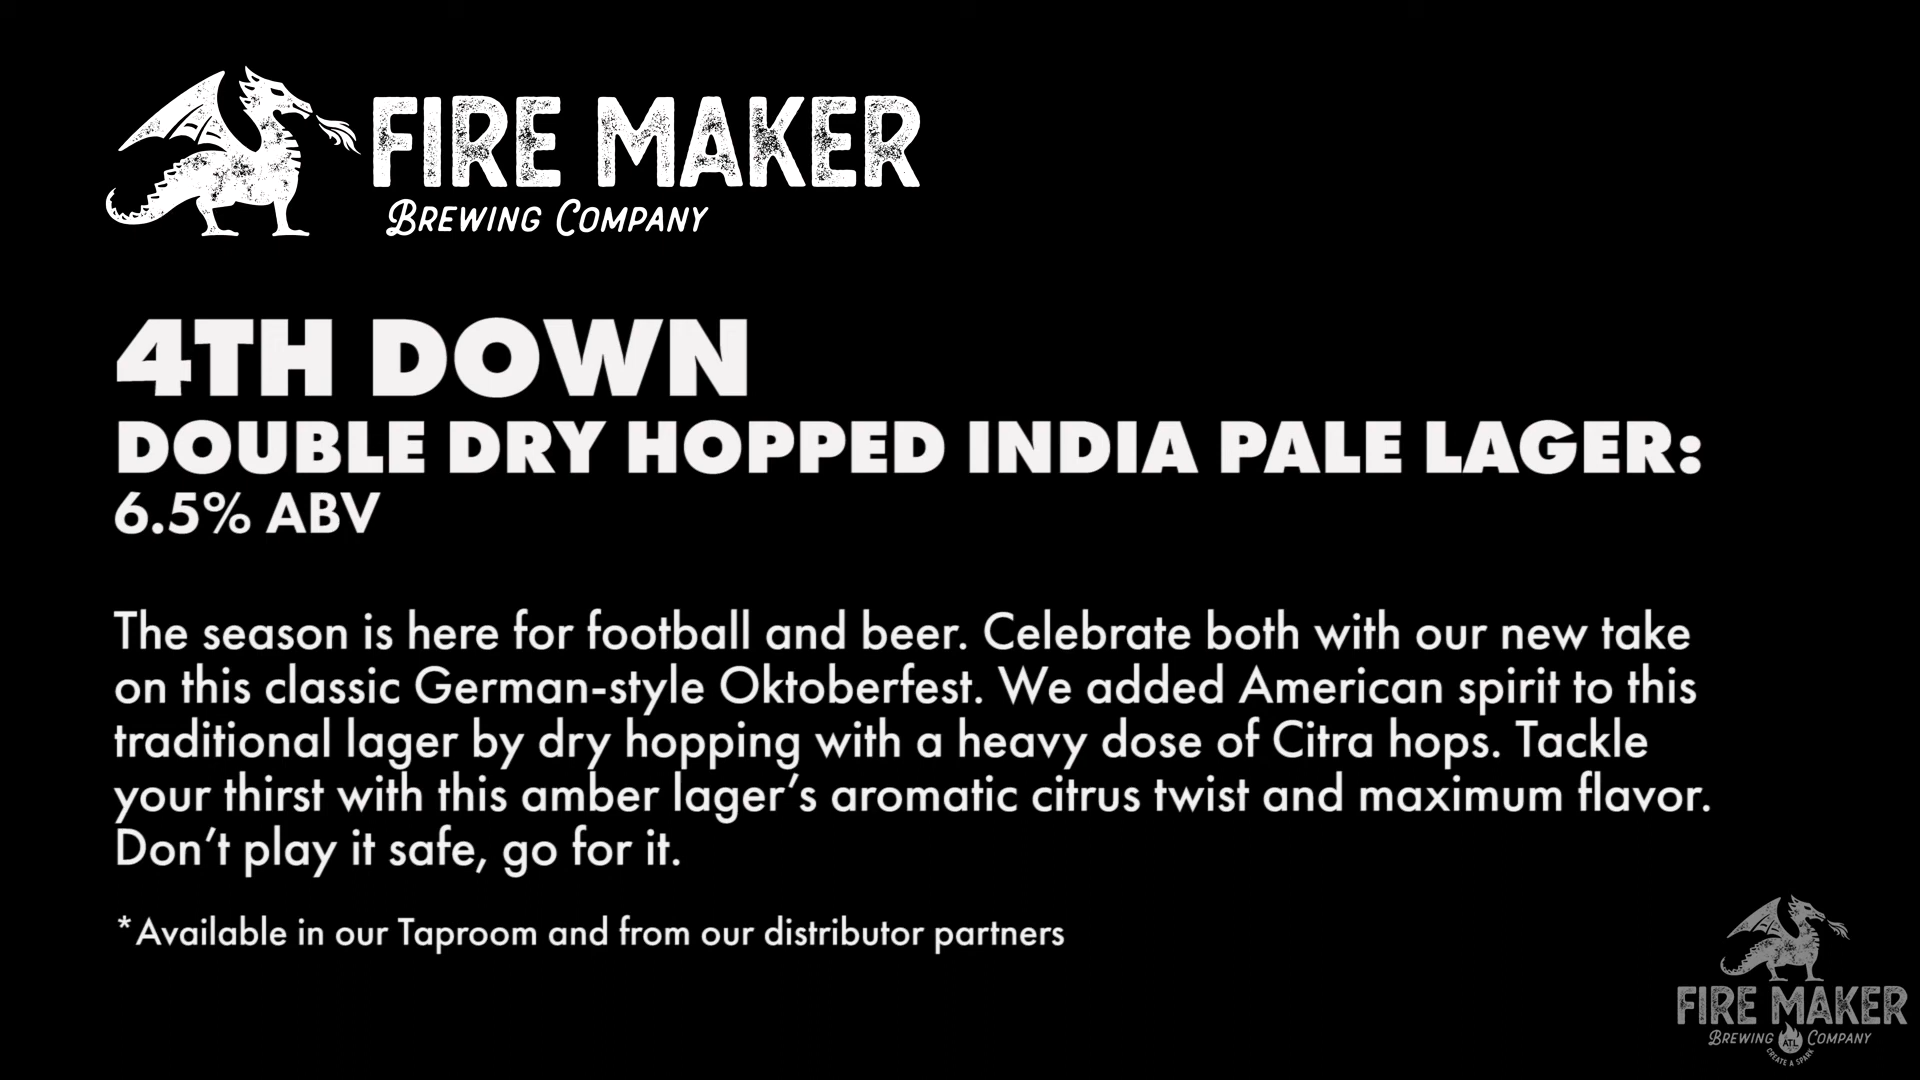 FIRE MAKER
BREWING COMPANY
4TH DOWN
DOUBLE DRY HOPPED INDIA PALE LAGER:
6.5% ABV
The season is here for football and beer. Celebrate both with our new take
on this classic German-style Oktoberfest. We added American spirit to this
traditional lager by dry hopping with a heavy dose of Citra hops. Tackle
your thirst with this amber lager’s aromatic citrus twist and maximum flavor.
Don’t play it safe, go for it.
*Available in our Taproom and from our distributor partners
FIRE MAKER
BREWING ATL COMPANY
CREATE A SPARK